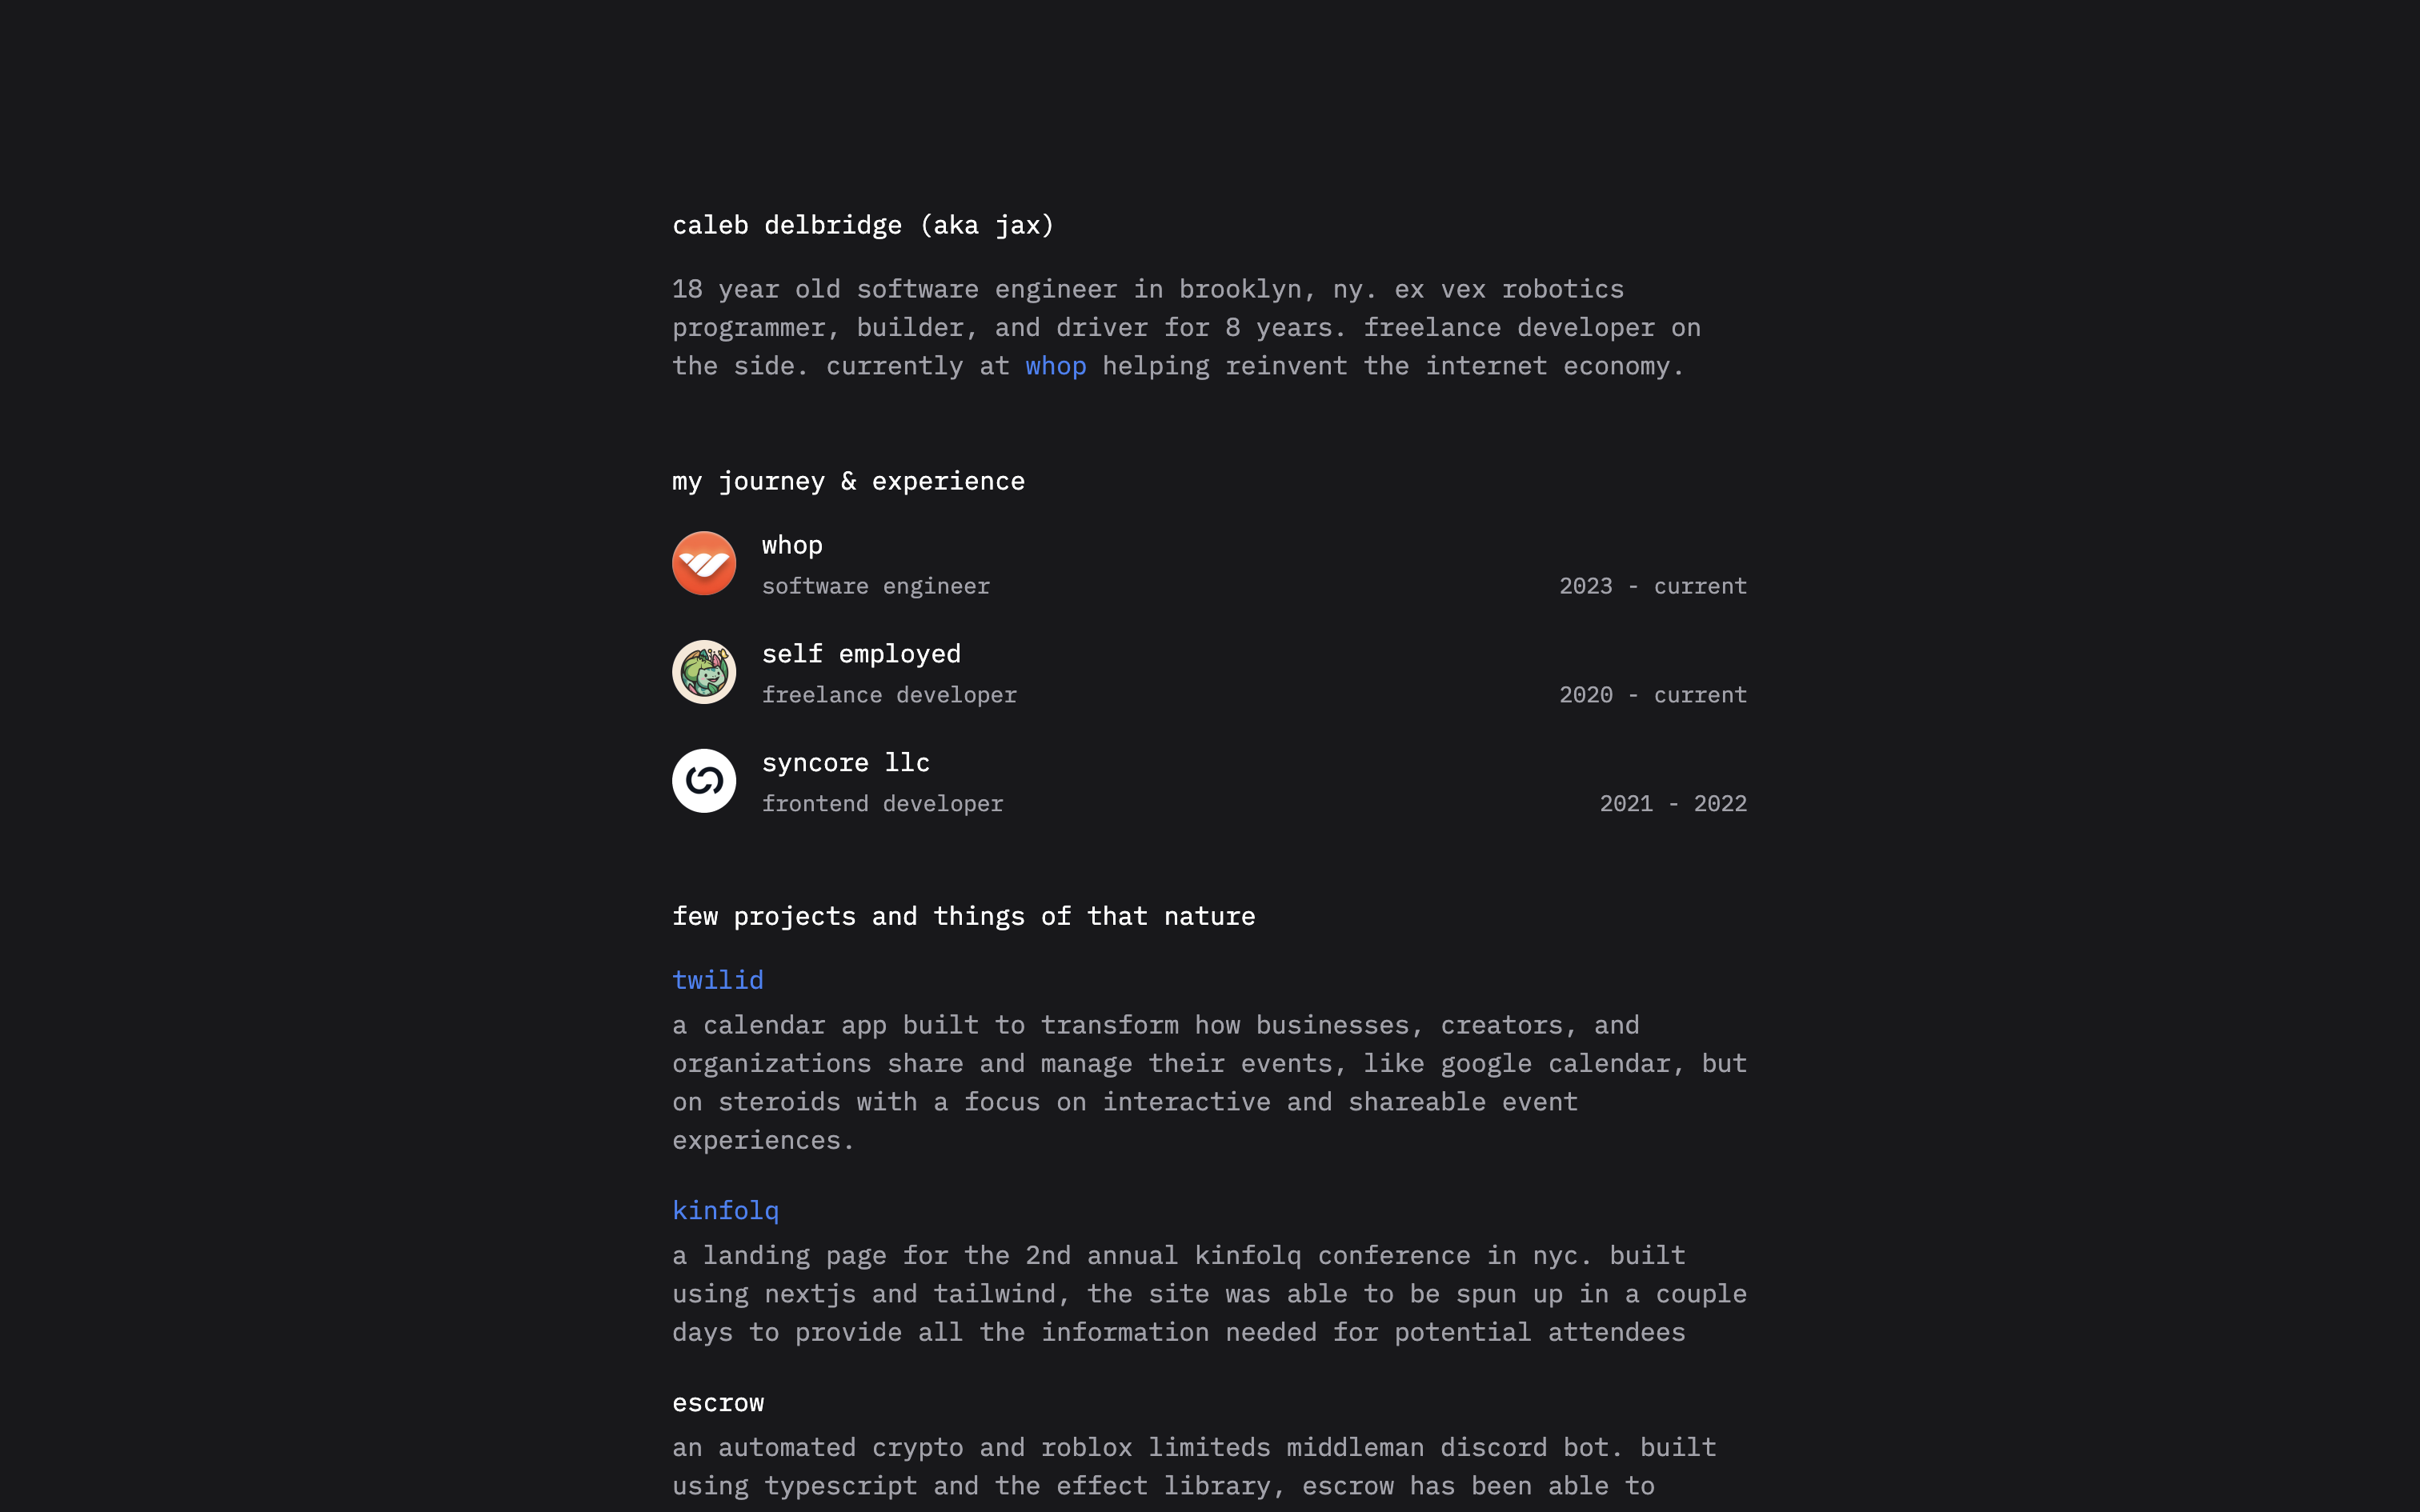 caleb delbridge (aka jax)
18 year old software engineer in brooklyn, ny. ex vex robotics
programmer, builder, and driver for 8 years. freelance developer on
the side. currently at whop helping reinvent the internet economy.
my journey & experience
whop
software engineer 2023 - current
self employed
freelance developer 2020 - current
syncore llc
frontend developer 2021 - 2022
few projects and things of that nature
twilid
a calendar app built to transform how businesses, creators, and
organizations share and manage their events, like google calendar, but
on steroids with a focus on interactive and shareable event
experiences.
kinfolq
a landing page for the 2nd annual kinfolq conference in nyc. built
using nextjs and tailwind, the site was able to be spun up in a couple
days to provide all the information needed for potential attendees
escrow
an automated crypto and roblox limiteds middleman discord bot. built
using typescript and the effect library, escrow has been able to